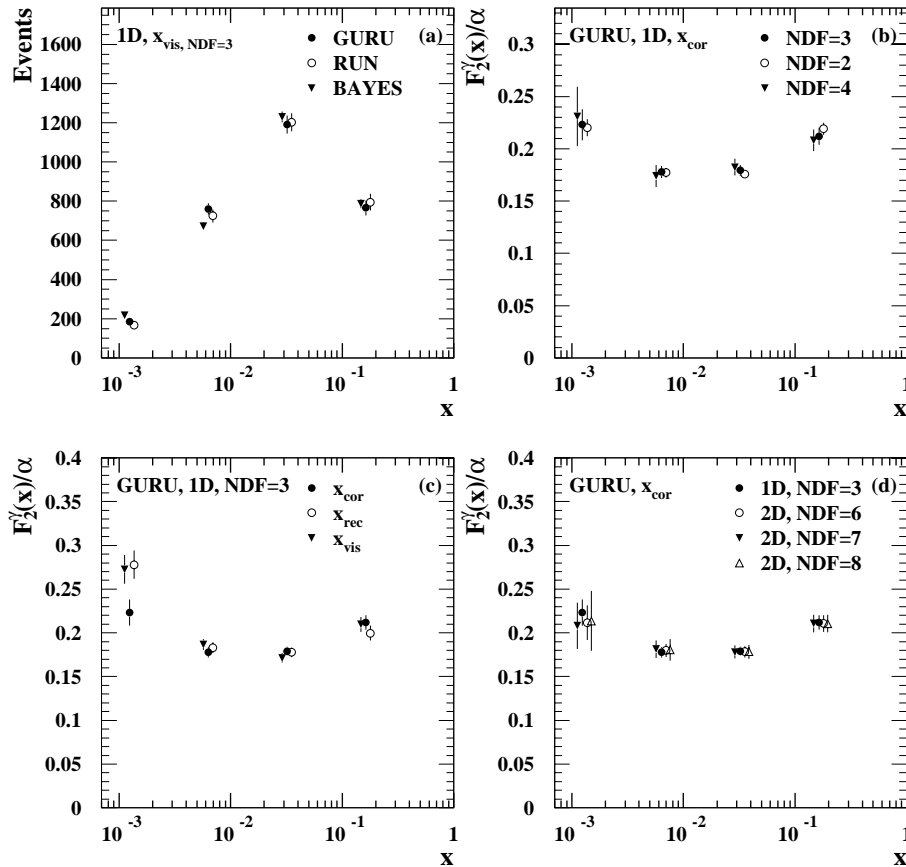 Events
1D, x_vis, NDF=3 (a)
GURU
RUN
BAYES
1600
1400
1200
1000
800
600
400
200
0
10^-3 10^-2 10^-1 1
x
F_2^γ(x)/α
GURU, 1D, x_cor (b)
NDF=3
NDF=2
NDF=4
0.3
0.25
0.2
0.15
0.1
0.05
0
10^-3 10^-2 10^-1 1
x
F_2^γ(x)/α
GURU, 1D, NDF=3 (c)
x_cor
x_rec
x_vis
0.4
0.35
0.3
0.25
0.2
0.15
0.1
0.05
0
10^-3 10^-2 10^-1 1
x
F_2^γ(x)/α
GURU, x_cor (d)
1D, NDF=3
2D, NDF=6
2D, NDF=7
2D, NDF=8
0.4
0.35
0.3
0.25
0.2
0.15
0.1
0.05
0
10^-3 10^-2 10^-1 1
x